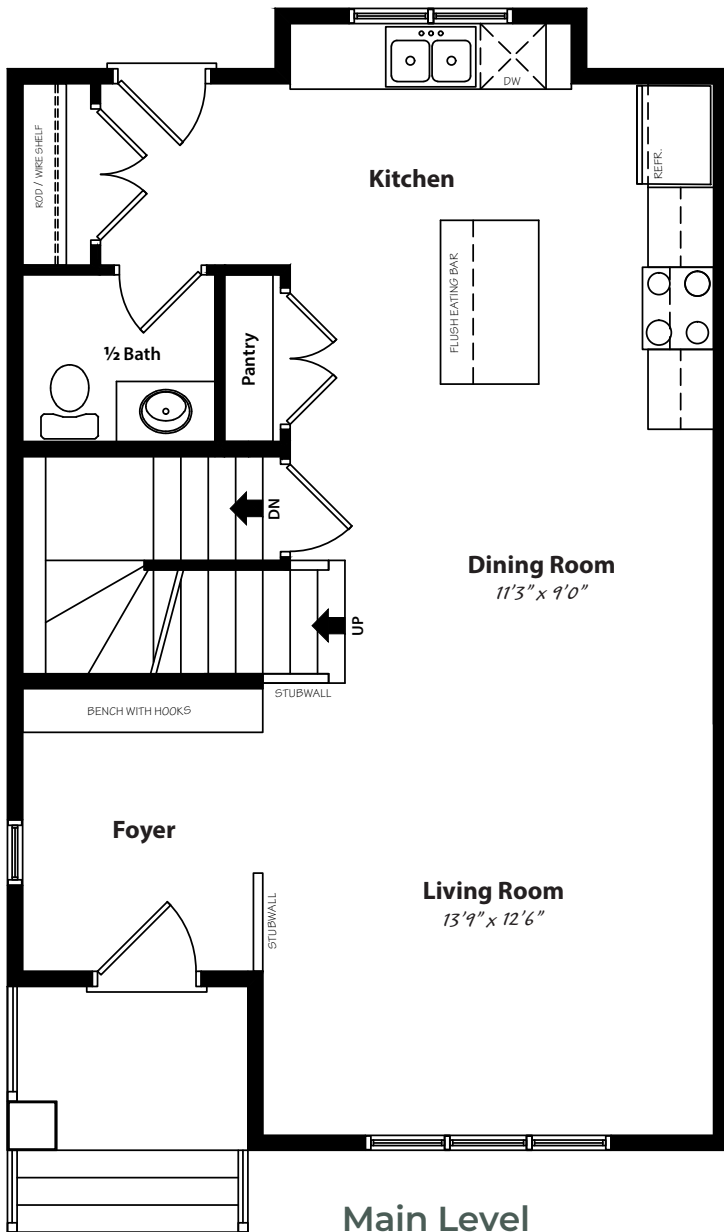 DW
ROD / WIRE SHELF
REFR.
Kitchen
FLUSH EATING BAR
½ Bath
Pantry
DN
Dining Room
11'3" x 9'0"
UP
STUBWALL
BENCH WITH HOOKS
Foyer
Living Room
13'9" x 12'6"
STUBWALL
Main Level